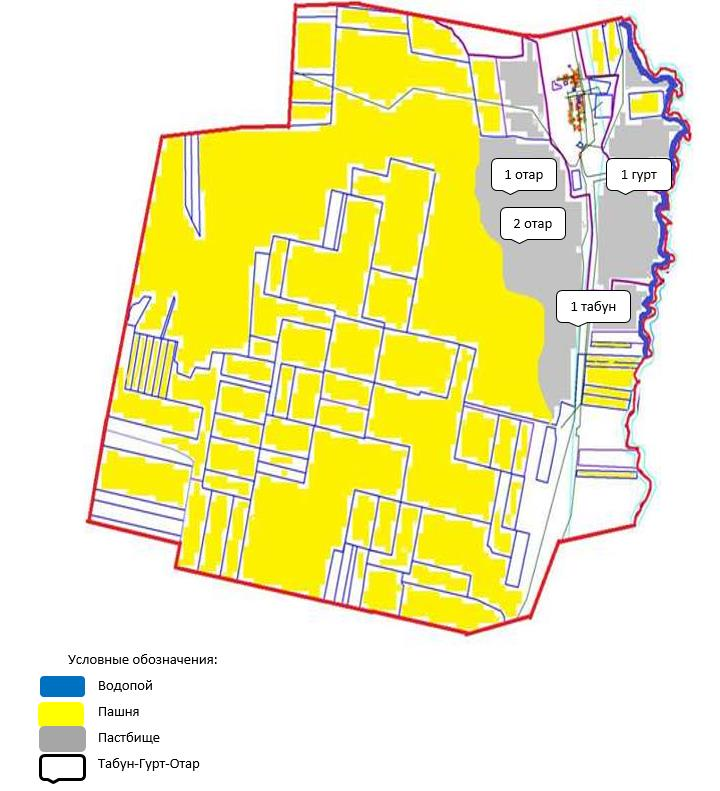 1 отар
1 гурт
2 отар
1 табун
Условные обозначения:
Водопой
Пашня
Пастбище
Табун-Гурт-Отар